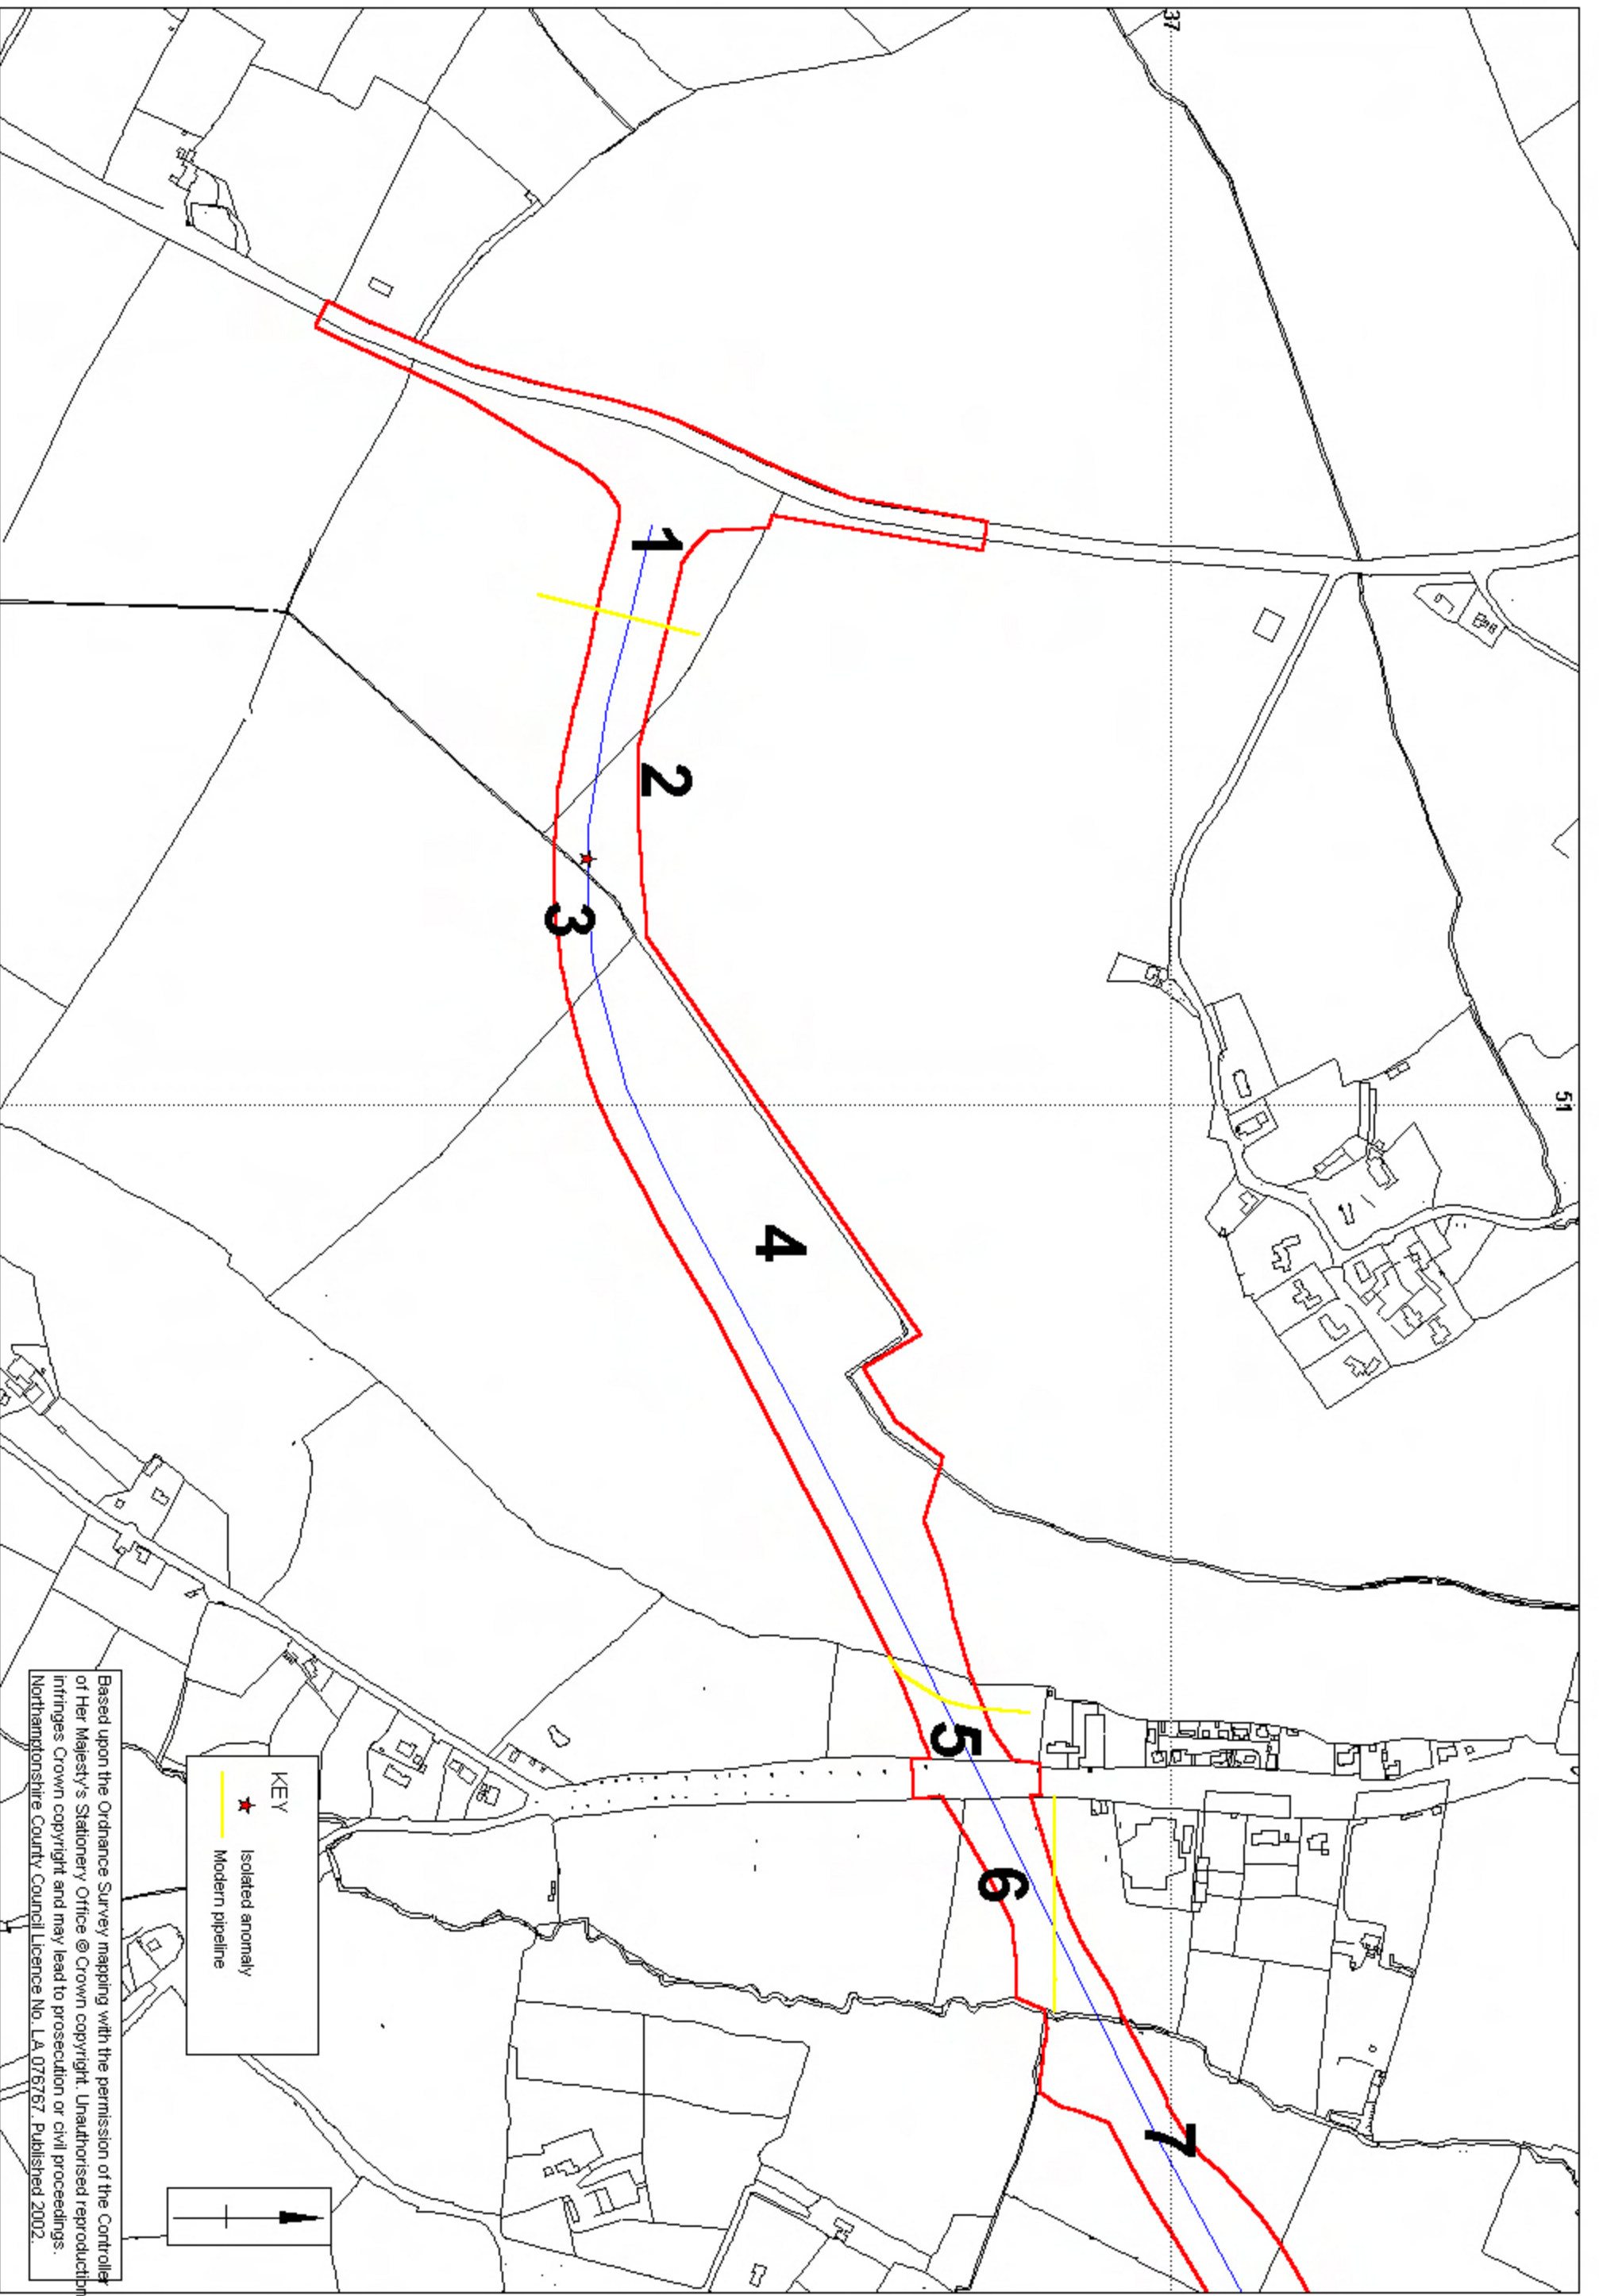 37
51
1
2
3
4
5
6
7
KEY
Isolated anomaly
Modern pipeline
Based upon the Ordnance Survey mapping with the permission of the Controller
of Her Majesty's Stationery Office © Crown copyright. Unauthorised reproduction
infringes Crown copyright and may lead to prosecution or civil proceedings.
Northamptonshire County Council Licence No. LA 076767. Published 2002.